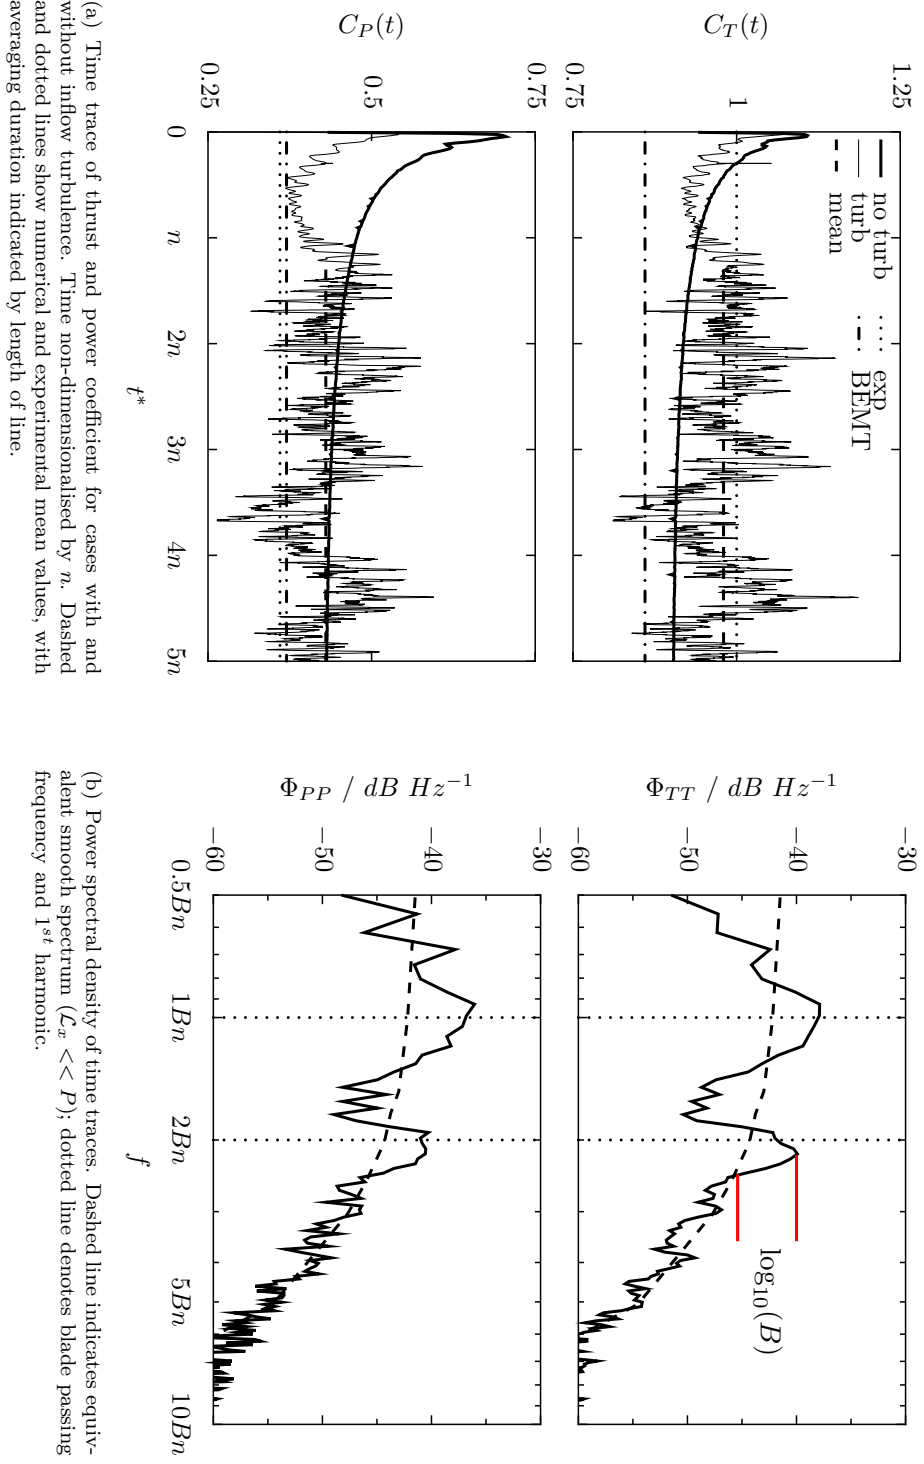 C_T(t)
1.25
1
0.75
no turb
turb
mean
exp
BEMT
C_P(t)
0.75
0.5
0.25
0
n
2n
3n
4n
5n
t*
(a) Time trace of thrust and power coefficient for cases with and
without inflow turbulence. Time non-dimensionalised by n. Dashed
and dotted lines show numerical and experimental mean values, with
averaging duration indicated by length of line.
Φ_TT / dB Hz^-1
-30
-40
-50
-60
log_10(B)
Φ_PP / dB Hz^-1
-30
-40
-50
-60
0.5Bn
1Bn
2Bn
5Bn
10Bn
f
(b) Power spectral density of time traces. Dashed line indicates equiv-
alent smooth spectrum (ℒ_x << P); dotted line denotes blade passing
frequency and 1^st harmonic.